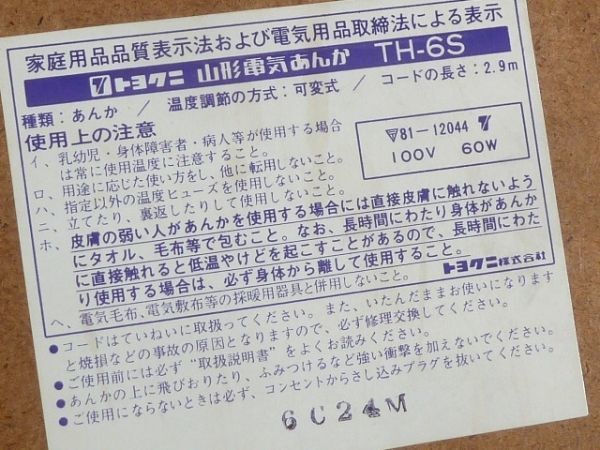 家庭用品品質表示法および電気用品取締法による表示
トヨクニ 山形電気あんか TH-6S
種類：あんか / 温度調節の方式：可変式 / コードの長さ：2.9m
使用上の注意
イ、乳幼児・身体障害者・病人等が使用する場合
は常に使用温度に注意すること。
ロ、用途に応じた使い方をし、他に転用しないこと。
ハ、指定以外の温度ヒューズを使用しないこと。
ニ、立てたり、裏返したりして使用しないこと。
ホ、皮膚の弱い人があんかを使用する場合には直接皮膚に触れないよう
にタオル、毛布等で包むこと。なお、長時間にわたり身体があんか
に直接触れると低温やけどを起こすことがあるので、長時間にわた
り使用する場合は、必ず身体から離して使用すること。
ヘ、電気毛布、電気敷布等の採暖用器具と併用しないこと。
▽81-12044
100V 60W
トヨクニ株式会社
●コードはていねいに取扱ってください。また、いたんだままお使いになります
と焼損などの事故の原因となりますので、必ず修理交換してください。
●ご使用前には必ず"取扱説明書"をよくお読みください。
●あんかの上に飛びおりたり、ふみつけるなど強い衝撃を加えないでください。
●ご使用にならないときは必ず、コンセントからさし込みプラグを抜いてください。
6C24M